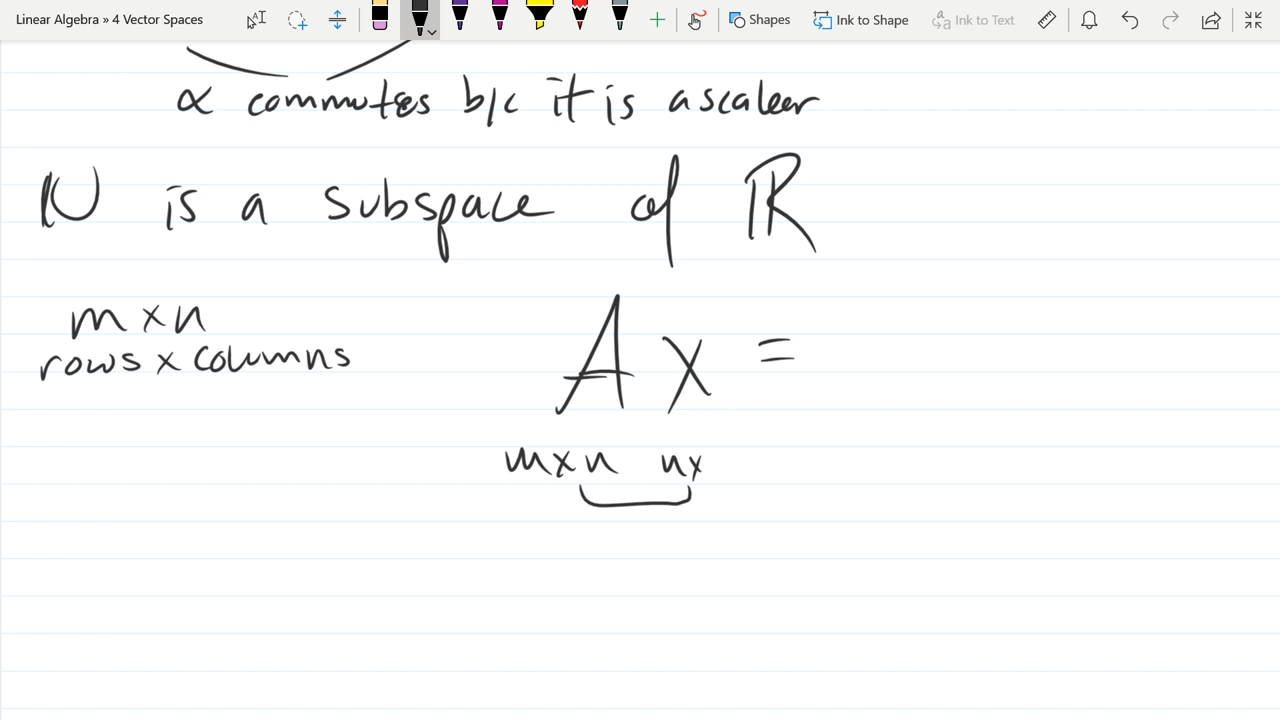 Linear Algebra » 4 Vector Spaces
Shapes
Ink to Shape
Ink to Text
α commutes b/c it is a scaler
N is a subspace of ℝ
m×n
rows × columns
A x =
m×n n×